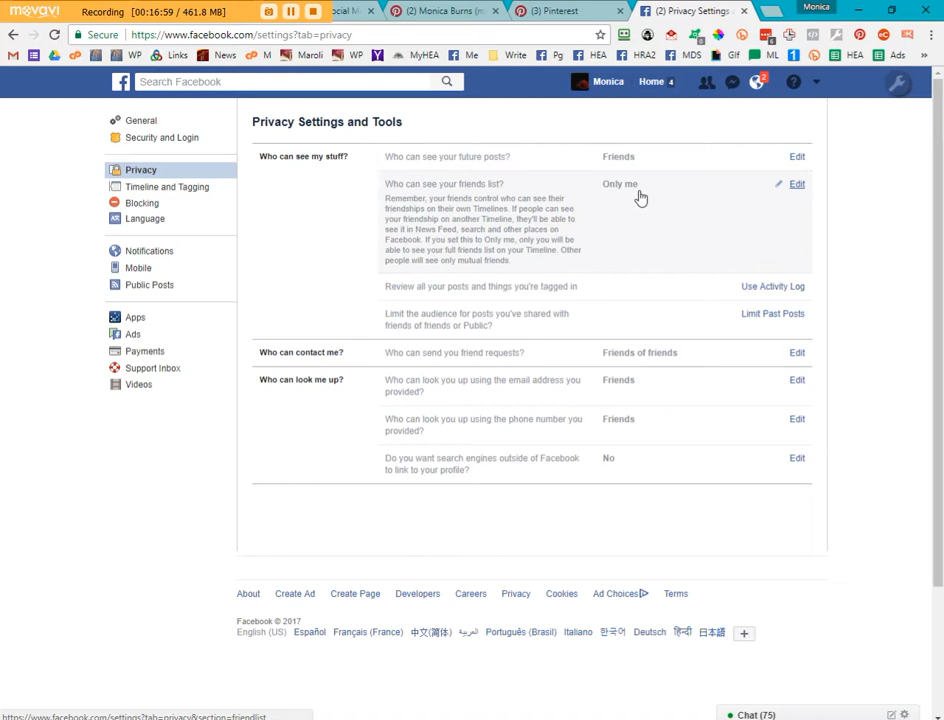 movavi Recording [00:16:59 / 461.8 MB]
ocial M (2) Monica Burns (m (3) Pinterest (2) Privacy Settings Monica
Secure https://www.facebook.com/settings?tab=privacy
WP Links News M Maroli WP MyHEA Me Write Pg HEA HRA2 MDS Gif ML HEA Ads
Search Facebook Monica Home 4 2
General
Security and Login
Privacy
Timeline and Tagging
Blocking
Language
Notifications
Mobile
Public Posts
Apps
Ads
Payments
Support Inbox
Videos
Privacy Settings and Tools
Who can see my stuff? Who can see your future posts? Friends Edit
Who can see your friends list? Only me Edit
Remember, your friends control who can see their
friendships on their own Timelines. If people can see
your friendship on another Timeline, they'll be able to
see it in News Feed, search and other places on
Facebook. If you set this to Only me, only you will be
able to see your full friends list on your Timeline. Other
people will see only mutual friends.
Review all your posts and things you're tagged in Use Activity Log
Limit the audience for posts you've shared with Limit Past Posts
friends of friends or Public?
Who can contact me? Who can send you friend requests? Friends of friends Edit
Who can look me up? Who can look you up using the email address you Friends Edit
provided?
Who can look you up using the phone number you Friends Edit
provided?
Do you want search engines outside of Facebook No Edit
to link to your profile?
About Create Ad Create Page Developers Careers Privacy Cookies Ad Choices Terms
Facebook © 2017
English (US) Español Français (France) 中文(简体) العربية Português (Brasil) Italiano 한국어 Deutsch हिन्दी 日本語 +
https://www.facebook.com/settings?tab=privacy&section=friendlist
Chat (75)